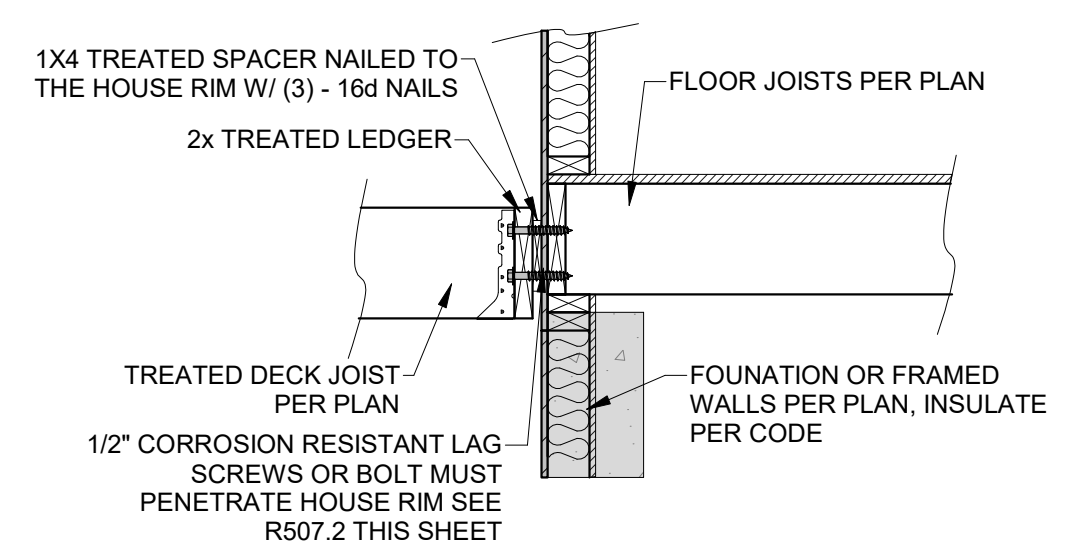 1X4 TREATED SPACER NAILED TO
THE HOUSE RIM W/ (3) - 16d NAILS
2x TREATED LEDGER
FLOOR JOISTS PER PLAN
TREATED DECK JOIST
PER PLAN
1/2" CORROSION RESISTANT LAG
SCREWS OR BOLT MUST
PENETRATE HOUSE RIM SEE
R507.2 THIS SHEET
FOUNATION OR FRAMED
WALLS PER PLAN, INSULATE
PER CODE